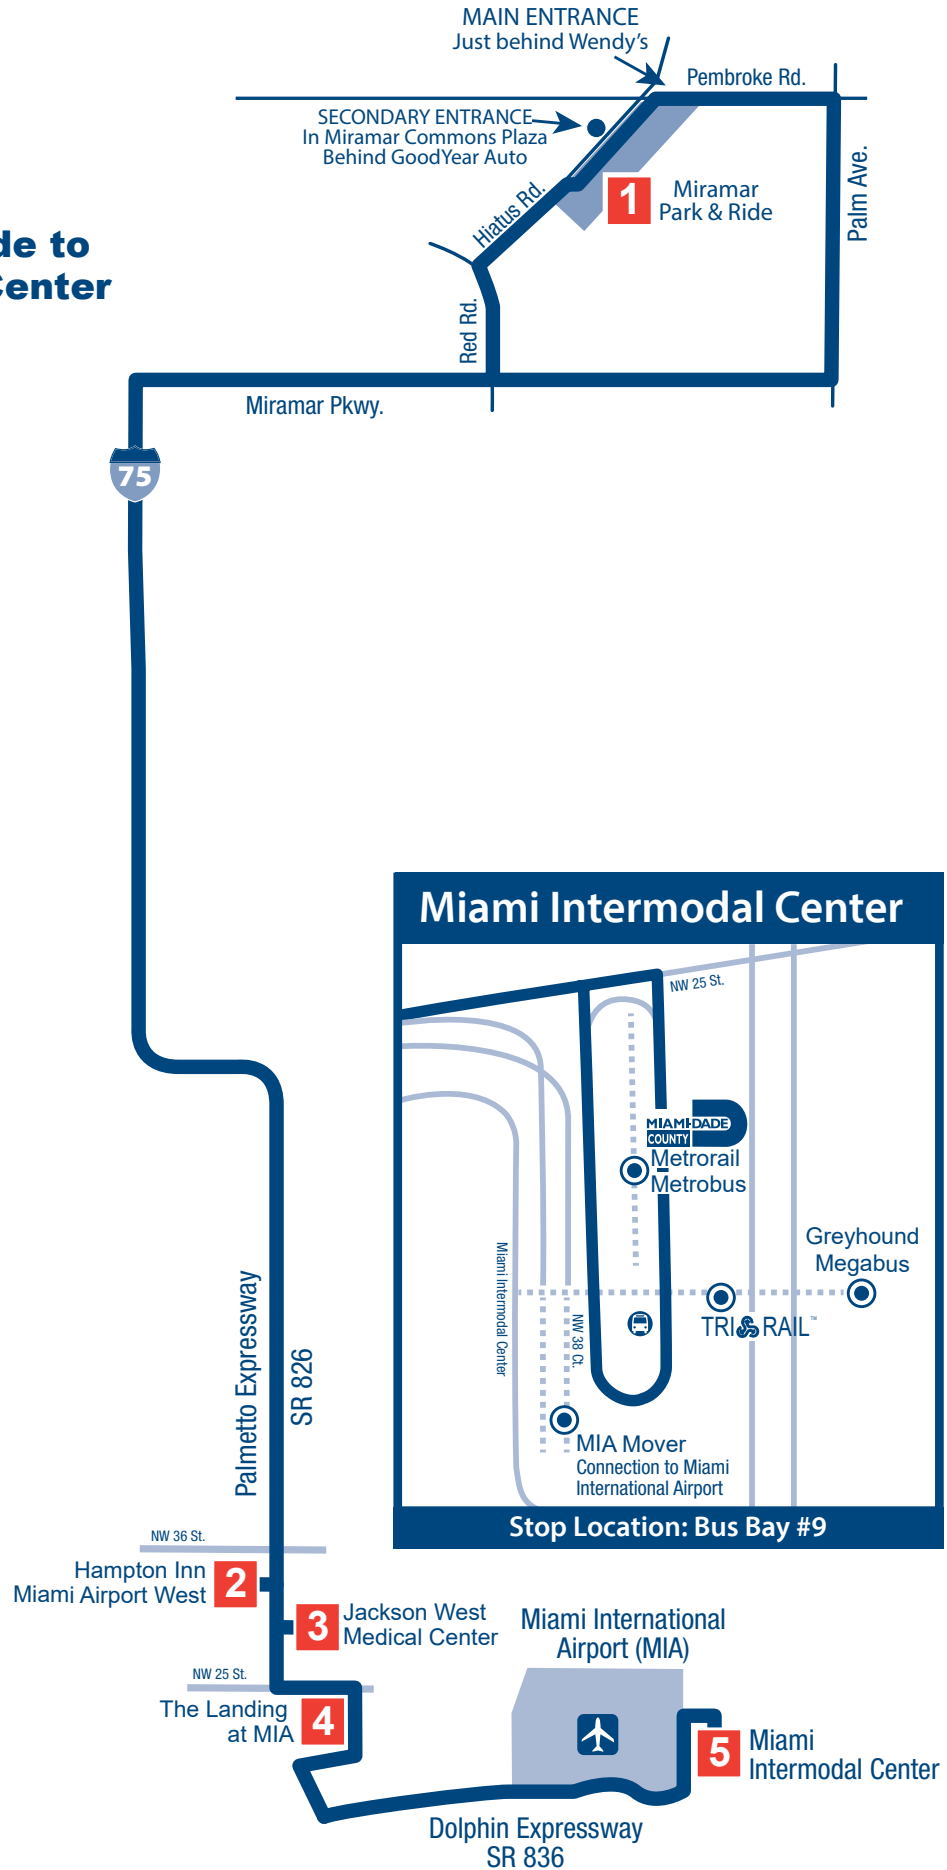 MAIN ENTRANCE
Just behind Wendy's
Pembroke Rd.
SECONDARY ENTRANCE
In Miramar Commons Plaza
Behind GoodYear Auto
Palm Ave.
1
Miramar
Park & Ride
Hiatus Rd.
de to
Center
Red Rd.
Miramar Pkwy.
75
Miami Intermodal Center
NW 25 St.
MIAMI-DADE
COUNTY
Metrorail
Metrobus
Greyhound
Megabus
Miami Intermodal Center
NW 38 Ct.
TRI RAIL™
MIA Mover
Connection to Miami
International Airport
Stop Location: Bus Bay #9
Palmetto Expressway
SR 826
NW 36 St.
Hampton Inn
Miami Airport West
2
3
Jackson West
Medical Center
NW 25 St.
The Landing
at MIA
4
Miami International
Airport (MIA)
5
Miami
Intermodal Center
Dolphin Expressway
SR 836